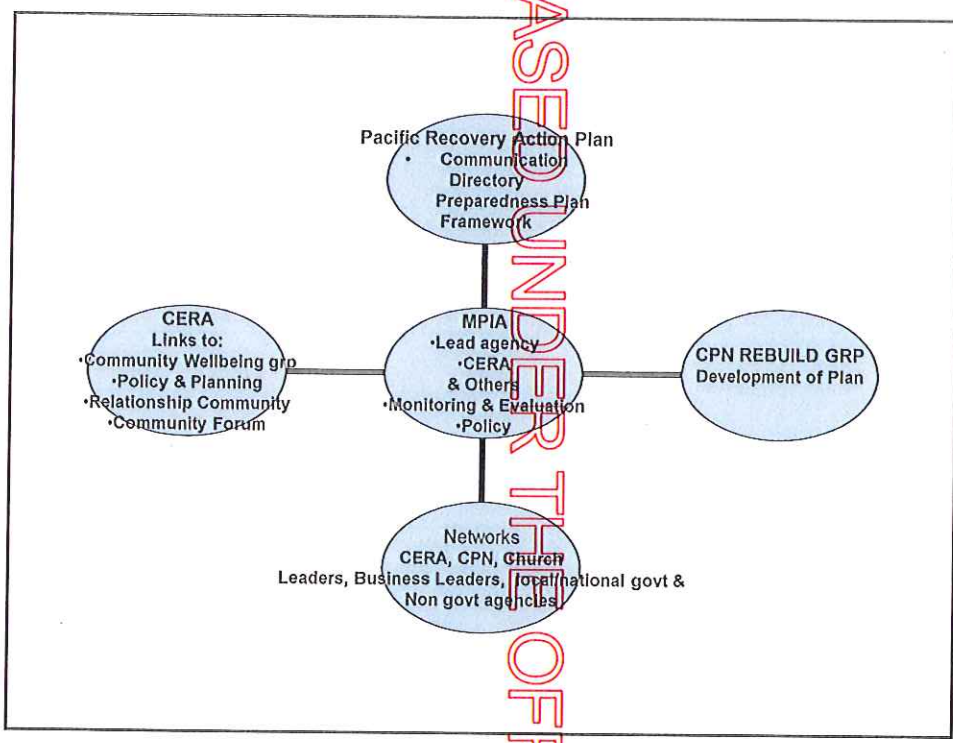 Pacific Recovery Action Plan
• Communication
Directory
Preparedness Plan
Framework
CERA
Links to:
•Community Wellbeing grp
•Policy & Planning
•Relationship Community
•Community Forum
MPIA
•Lead agency
•CERA
& Others
•Monitoring & Evaluation
•Policy
CPN REBUILD GRP
Development of Plan
Networks
CERA, CPN, Church
Leaders, Business Leaders, local/national govt &
Non govt agencies
ASED UNDER THE OF